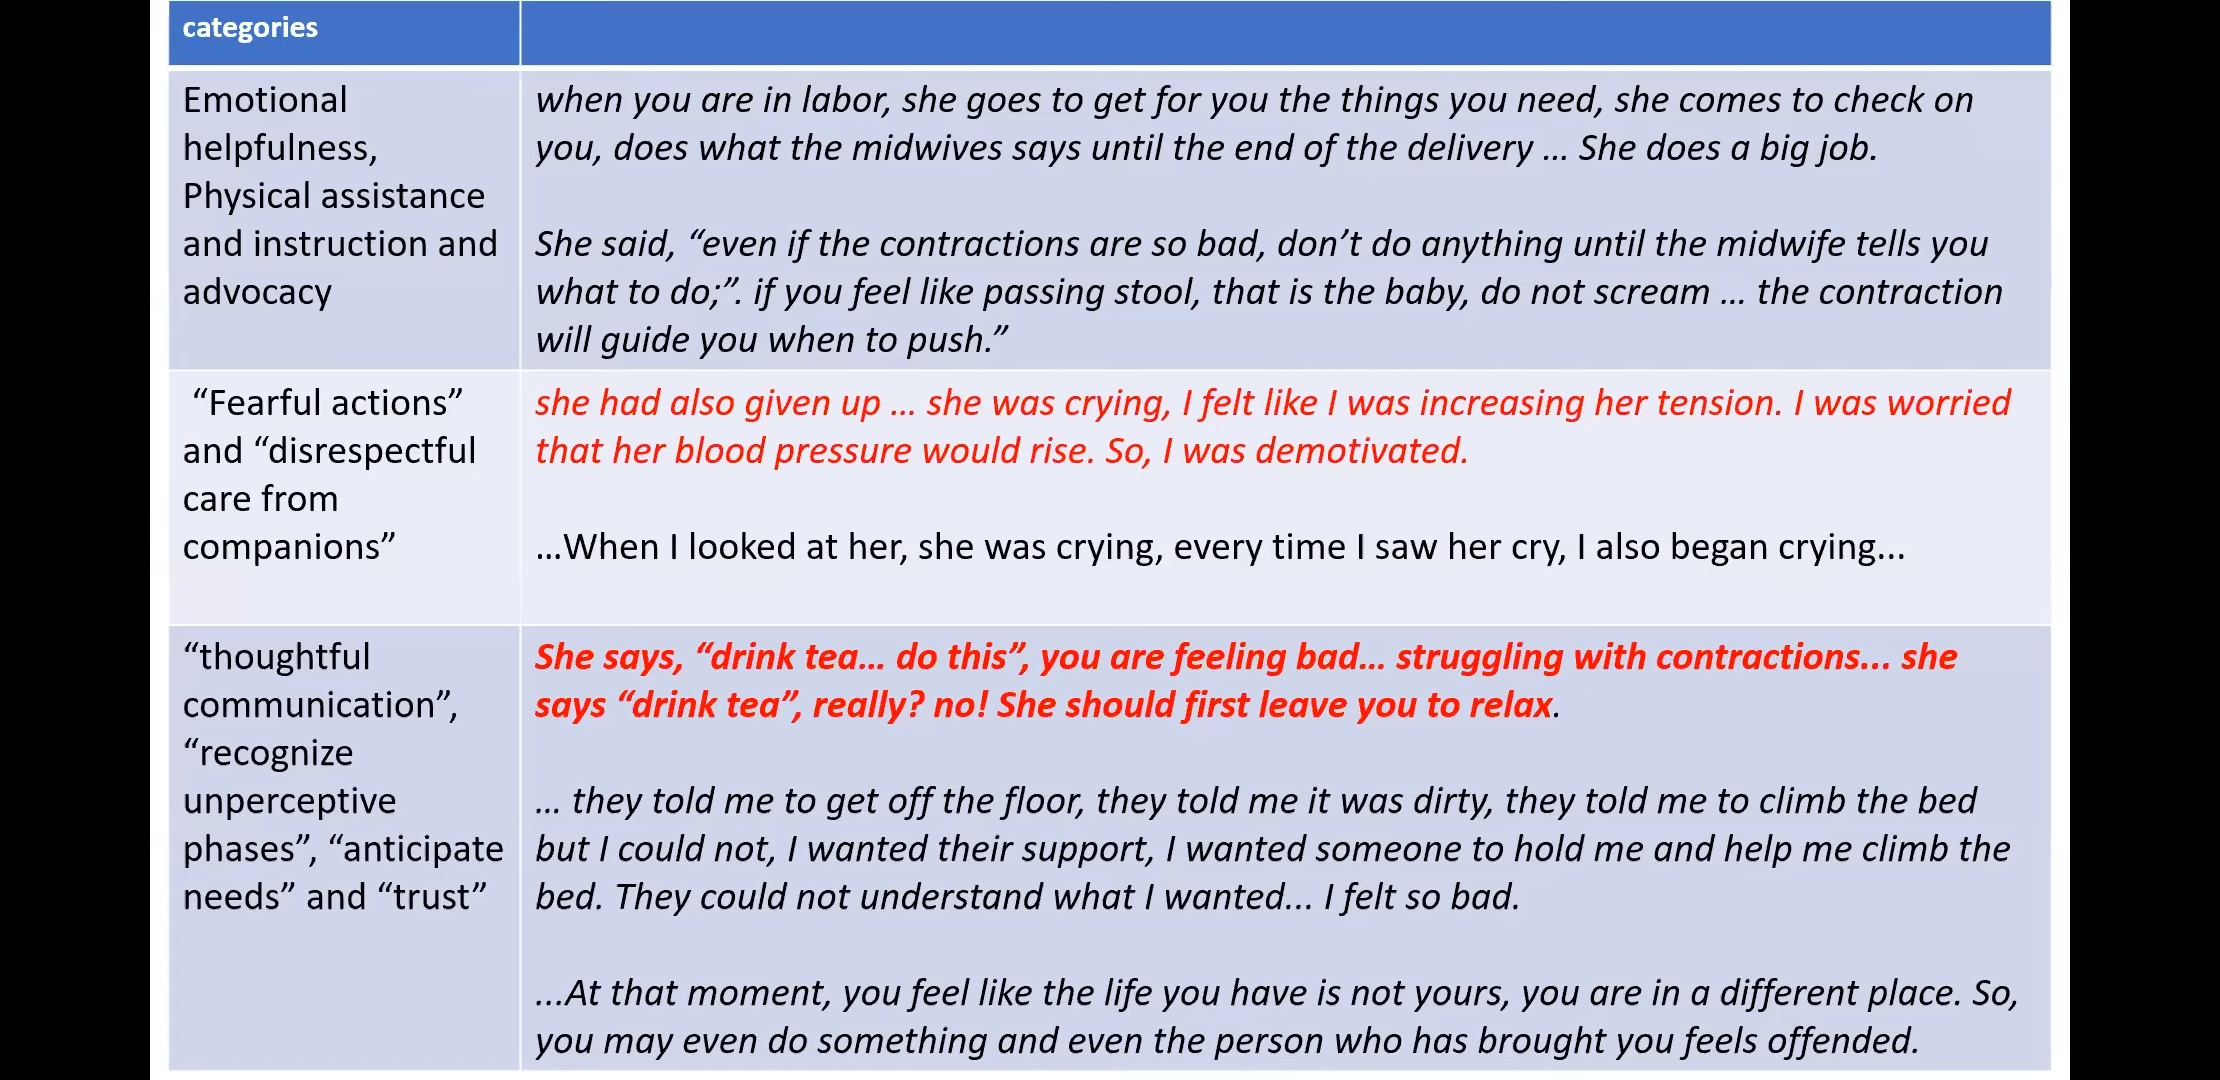 categories
Emotional
helpfulness,
Physical assistance
and instruction and
advocacy
when you are in labor, she goes to get for you the things you need, she comes to check on
you, does what the midwives says until the end of the delivery … She does a big job.
She said, “even if the contractions are so bad, don’t do anything until the midwife tells you
what to do;”. if you feel like passing stool, that is the baby, do not scream … the contraction
will guide you when to push.”
“Fearful actions”
and “disrespectful
care from
companions”
she had also given up … she was crying, I felt like I was increasing her tension. I was worried
that her blood pressure would rise. So, I was demotivated.
…When I looked at her, she was crying, every time I saw her cry, I also began crying...
“thoughtful
communication”,
“recognize
unperceptive
phases”, “anticipate
needs” and “trust”
She says, “drink tea… do this”, you are feeling bad… struggling with contractions... she
says “drink tea”, really? no! She should first leave you to relax.
… they told me to get off the floor, they told me it was dirty, they told me to climb the bed
but I could not, I wanted their support, I wanted someone to hold me and help me climb the
bed. They could not understand what I wanted... I felt so bad.
...At that moment, you feel like the life you have is not yours, you are in a different place. So,
you may even do something and even the person who has brought you feels offended.